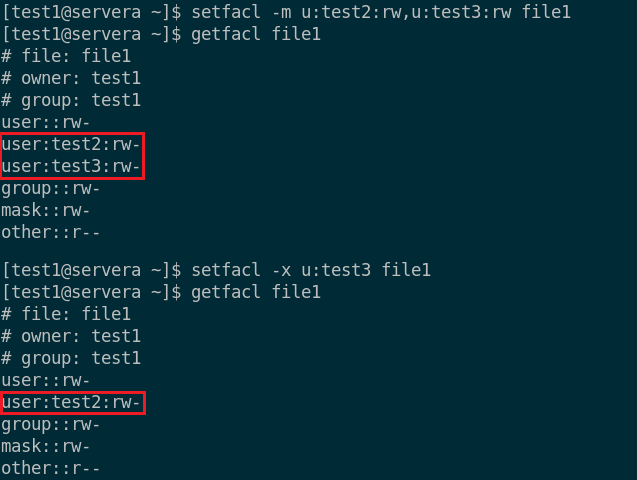 [test1@servera ~]$ setfacl -m u:test2:rw,u:test3:rw file1
[test1@servera ~]$ getfacl file1
# file: file1
# owner: test1
# group: test1
user::rw-
user:test2:rw-
user:test3:rw-
group::rw-
mask::rw-
other::r--
[test1@servera ~]$ setfacl -x u:test3 file1
[test1@servera ~]$ getfacl file1
# file: file1
# owner: test1
# group: test1
user::rw-
user:test2:rw-
group::rw-
mask::rw-
other::r--